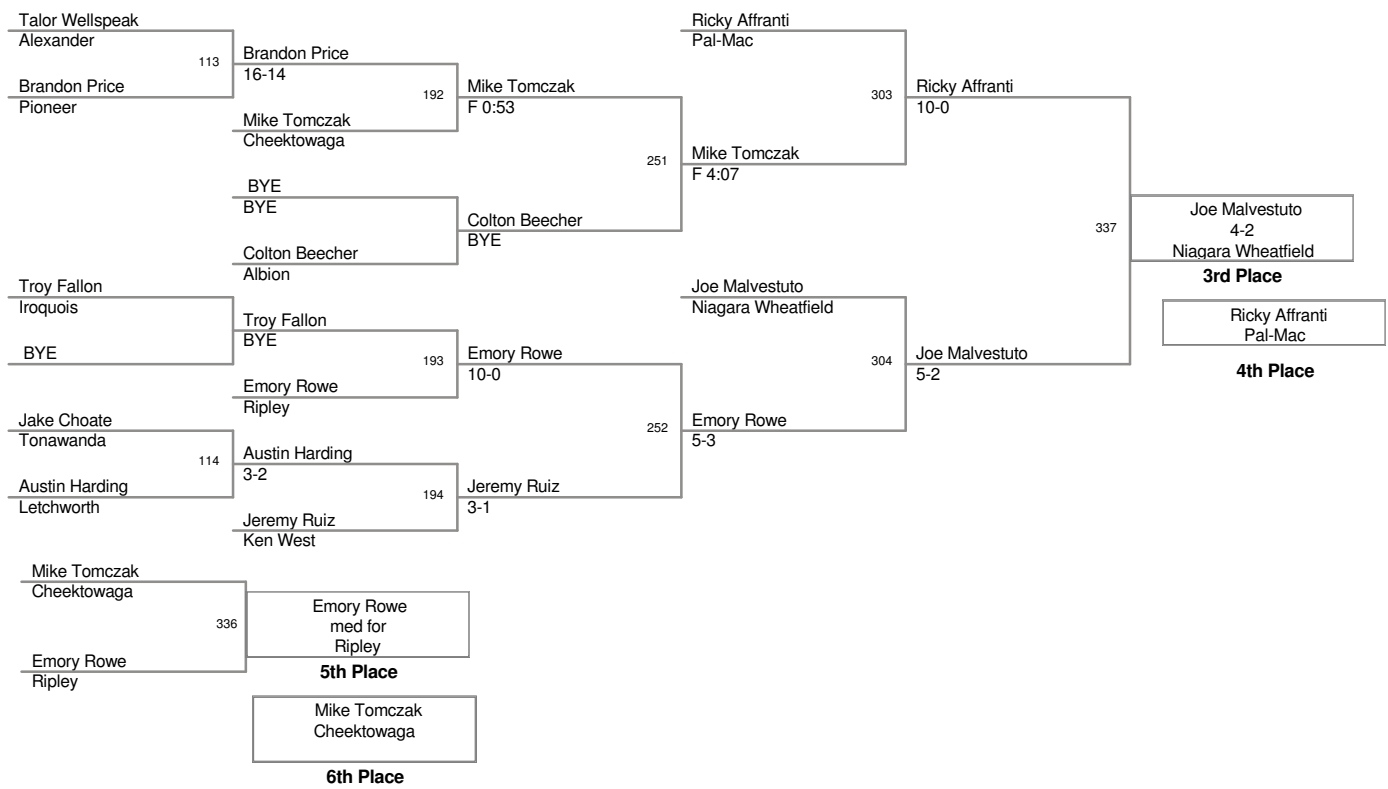 Talor Wellspeak
Alexander
113
Brandon Price
Pioneer
Brandon Price
16-14
192
Mike Tomczak
Cheektowaga
Mike Tomczak
F 0:53
BYE
BYE
Colton Beecher
Albion
Colton Beecher
BYE
251
Ricky Affranti
Pal-Mac
Mike Tomczak
F 4:07
303
Ricky Affranti
10-0
Troy Fallon
Iroquois
BYE
Troy Fallon
BYE
193
Emory Rowe
Ripley
Emory Rowe
10-0
Jake Choate
Tonawanda
114
Austin Harding
Letchworth
Austin Harding
3-2
194
Jeremy Ruiz
Ken West
Jeremy Ruiz
3-1
252
Joe Malvestuto
Niagara Wheatfield
Emory Rowe
5-3
304
Joe Malvestuto
5-2
337
Joe Malvestuto
4-2
Niagara Wheatfield
3rd Place
Ricky Affranti
Pal-Mac
4th Place
Mike Tomczak
Cheektowaga
336
Emory Rowe
Ripley
Emory Rowe
med for
Ripley
5th Place
Mike Tomczak
Cheektowaga
6th Place